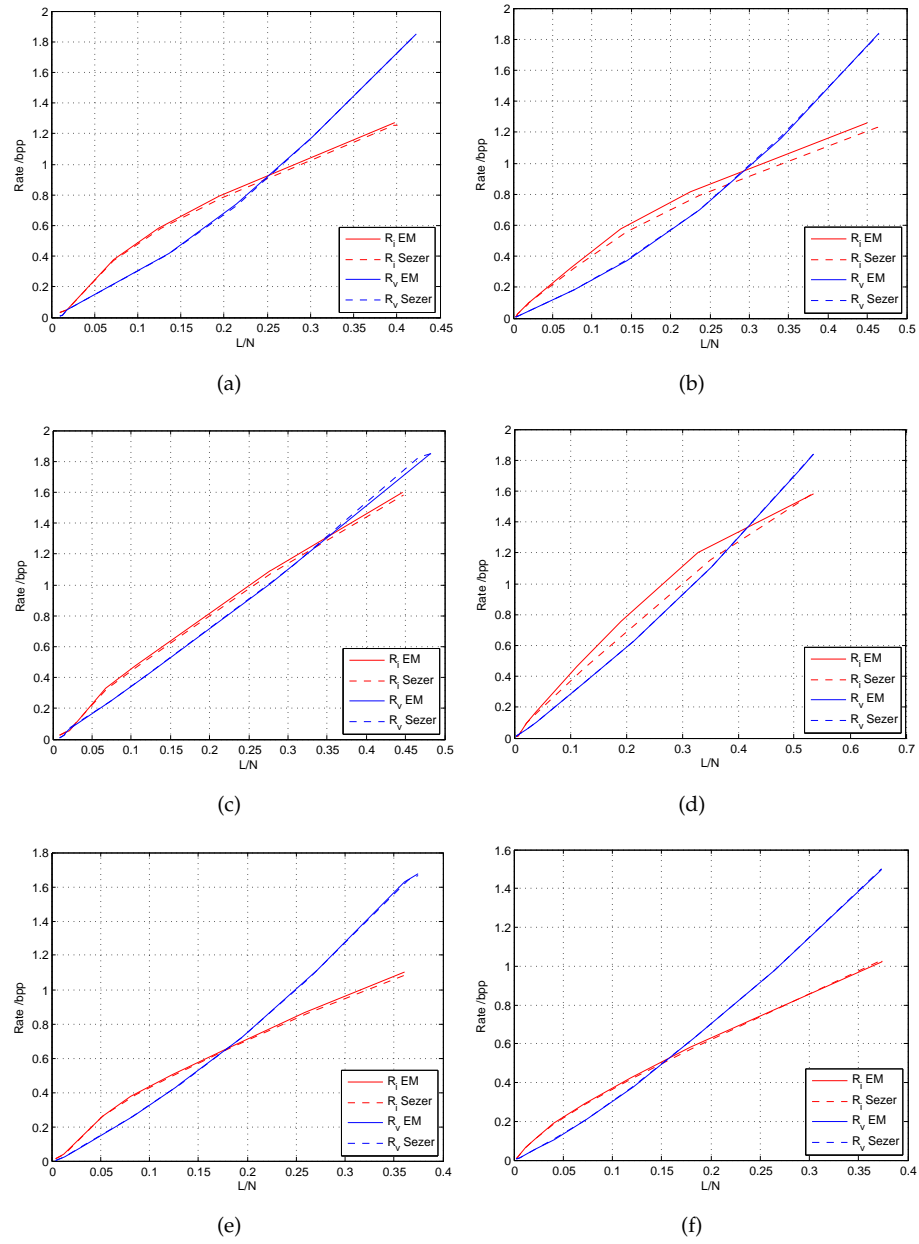 2
1.8
1.6
1.4
1.2
1
0.8
0.6
0.4
0.2
0
Rate /bpp
0 0.05 0.1 0.15 0.2 0.25 0.3 0.35 0.4 0.45
L/N
R_i EM
R_i Sezer
R_v EM
R_v Sezer
(a)
2
1.8
1.6
1.4
1.2
1
0.8
0.6
0.4
0.2
0
Rate /bpp
0 0.05 0.1 0.15 0.2 0.25 0.3 0.35 0.4 0.45 0.5
L/N
R_i EM
R_i Sezer
R_v EM
R_v Sezer
(b)
2
1.8
1.6
1.4
1.2
1
0.8
0.6
0.4
0.2
0
Rate /bpp
0 0.05 0.1 0.15 0.2 0.25 0.3 0.35 0.4 0.45 0.5
L/N
R_i EM
R_i Sezer
R_v EM
R_v Sezer
(c)
2
1.8
1.6
1.4
1.2
1
0.8
0.6
0.4
0.2
0
Rate /bpp
0 0.1 0.2 0.3 0.4 0.5 0.6 0.7
L/N
R_i EM
R_i Sezer
R_v EM
R_v Sezer
(d)
1.8
1.6
1.4
1.2
1
0.8
0.6
0.4
0.2
0
Rate /bpp
0 0.05 0.1 0.15 0.2 0.25 0.3 0.35 0.4
L/N
R_i EM
R_i Sezer
R_v EM
R_v Sezer
(e)
1.6
1.4
1.2
1
0.8
0.6
0.4
0.2
0
Rate /bpp
0 0.05 0.1 0.15 0.2 0.25 0.3 0.35 0.4
L/N
R_i EM
R_i Sezer
R_v EM
R_v Sezer
(f)